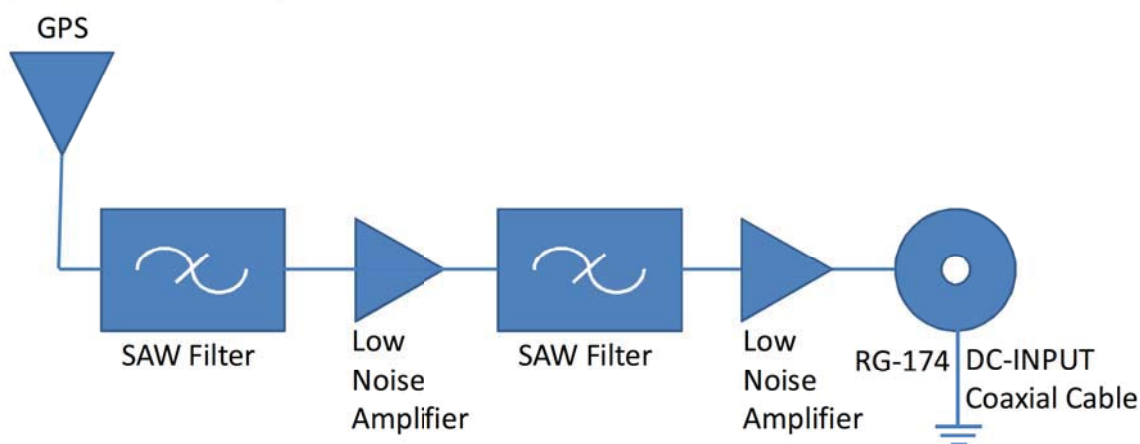 GPS
SAW Filter
Low
Noise
Amplifier
SAW Filter
Low
Noise
Amplifier
RG-174
DC-INPUT
Coaxial Cable